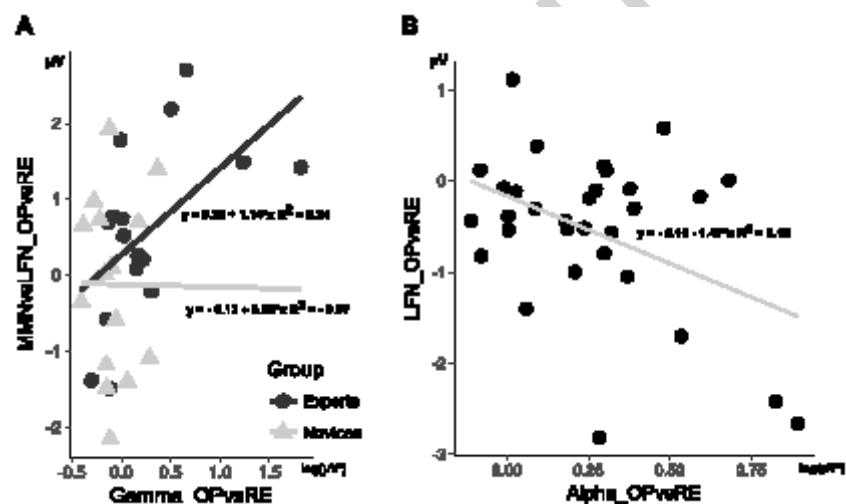 A
B
µV
µV
MMNvsLFN_OPvsRE
2
1
0
-1
-2
-0.5
0.0
0.5
1.0
1.5
Gamma_OPvsRE
Group
Experts
Novices
LFN_OPvsRE
1
0
-1
-2
-3
0.00
0.25
0.50
0.75
Alpha_OPvsRE